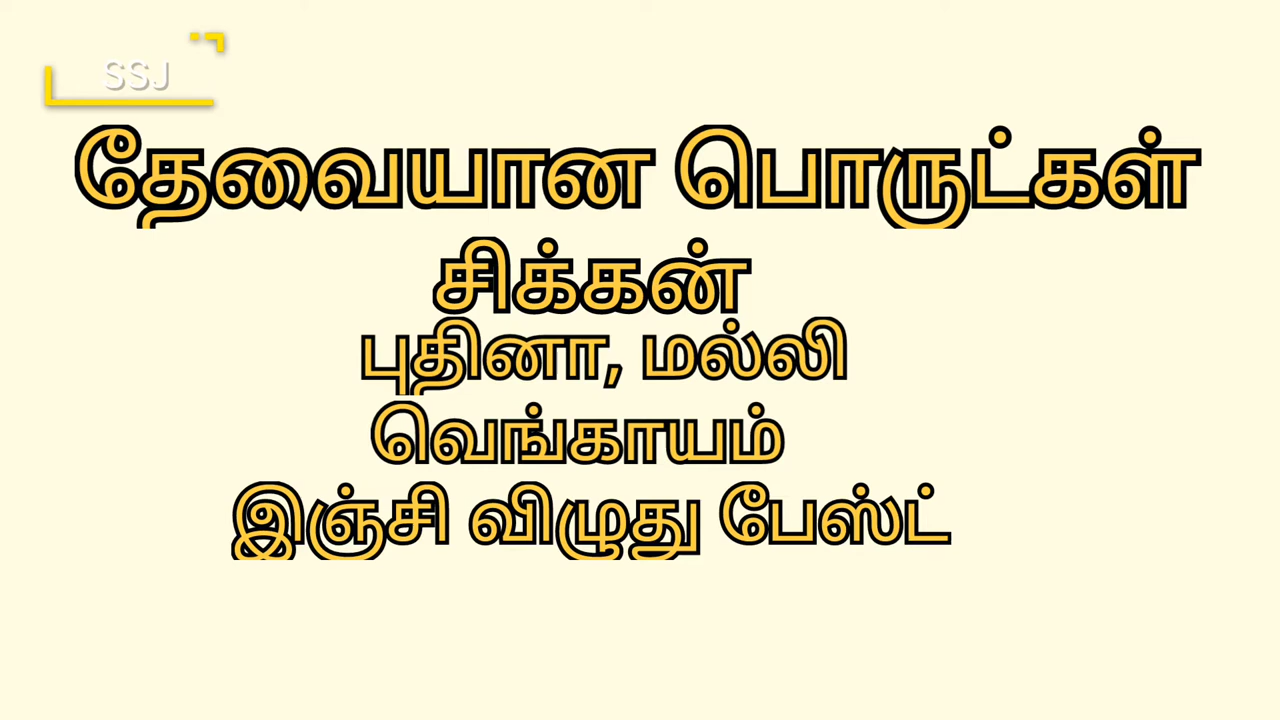 SSJ
தேவையான பொருட்கள்
சிக்கன்
புதினா, மல்லி
வெங்காயம்
இஞ்சி விழுது பேஸ்ட்